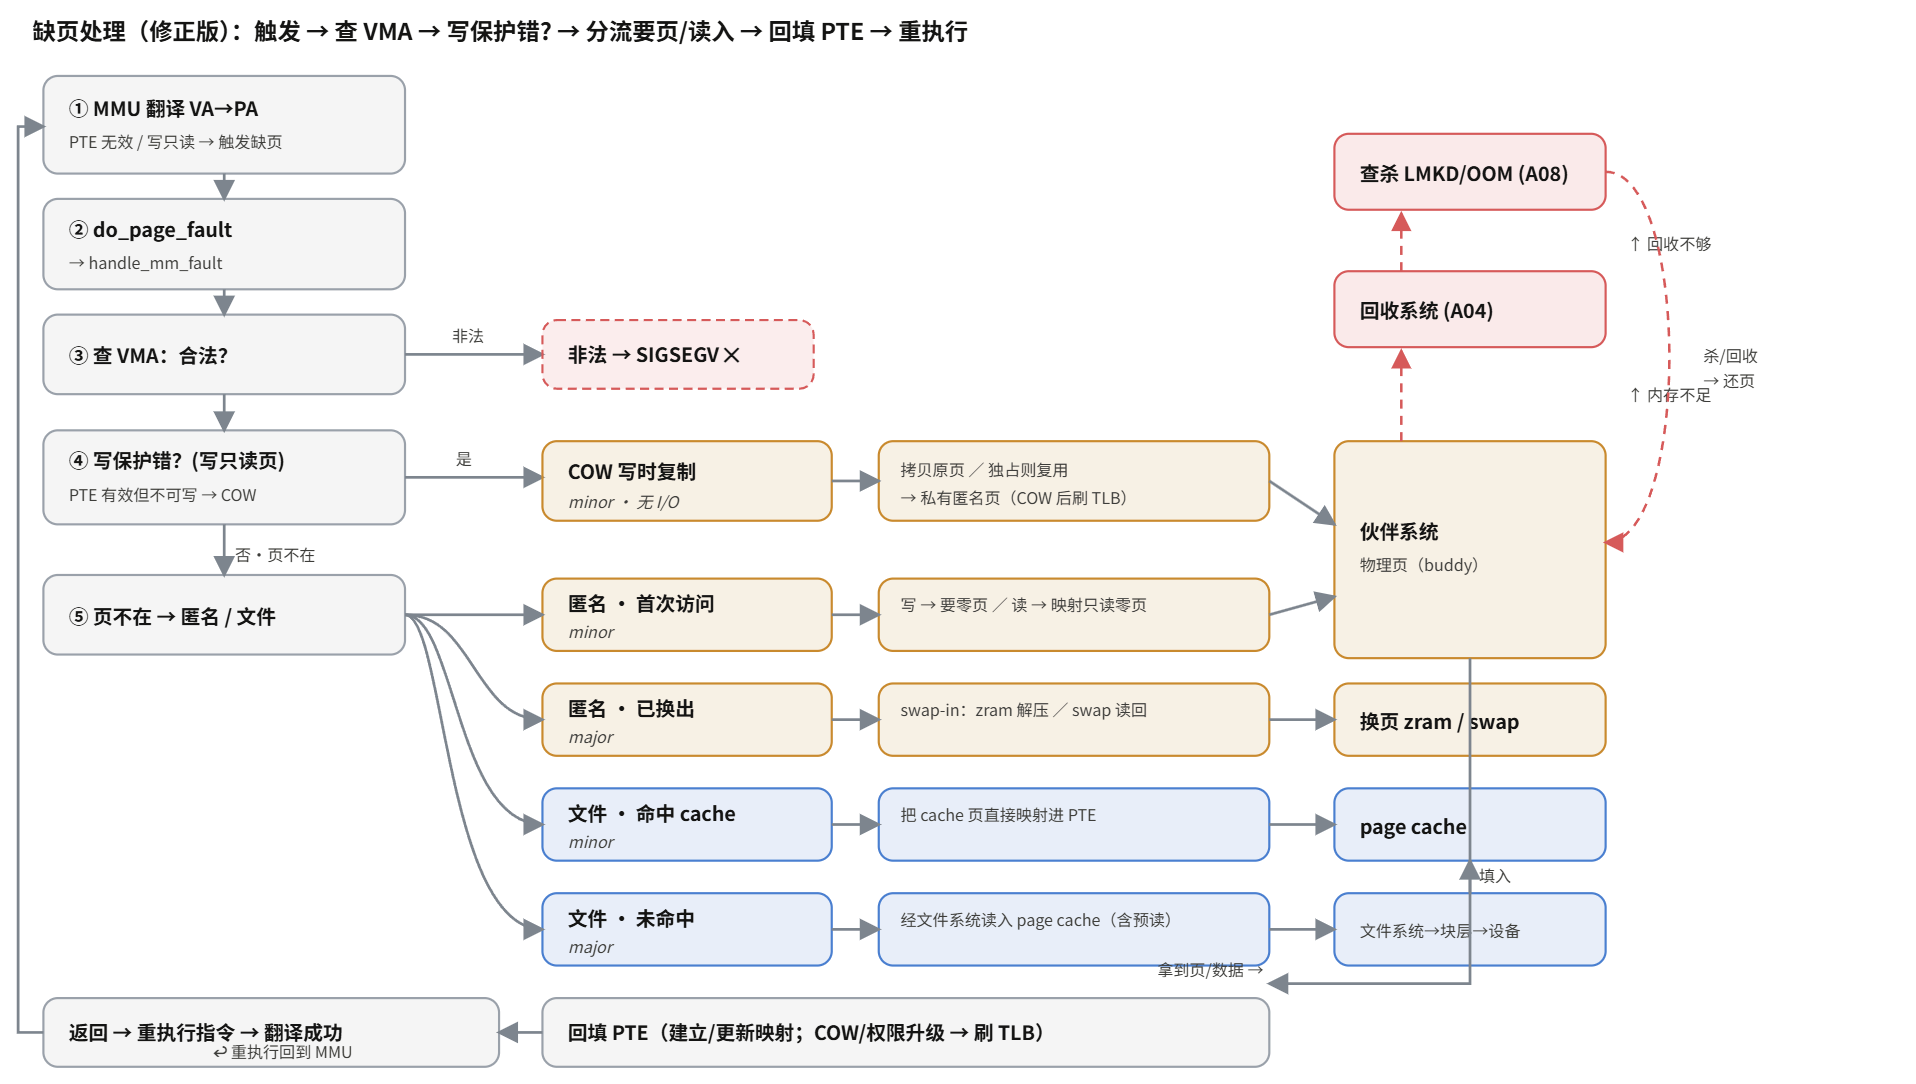 缺页处理（修正版）：触发 → 查 VMA → 写保护错? → 分流要页/读入 → 回填 PTE → 重执行
① MMU 翻译 VA→PA
PTE 无效 / 写只读 → 触发缺页
② do_page_fault
→ handle_mm_fault
③ 查 VMA：合法?
非法
非法 → SIGSEGV ✕
④ 写保护错? (写只读页)
PTE 有效但不可写 → COW
是
COW 写时复制
minor · 无 I/O
拷贝原页 ／ 独占则复用
→ 私有匿名页（COW 后刷 TLB）
否·页不在
⑤ 页不在 → 匿名 / 文件
匿名 · 首次访问
minor
写 → 要零页 ／ 读 → 映射只读零页
匿名 · 已换出
major
swap-in：zram 解压 ／ swap 读回
文件 · 命中 cache
minor
把 cache 页直接映射进 PTE
文件 · 未命中
major
经文件系统读入 page cache（含预读）
查杀 LMKD/OOM (A08)
↑ 回收不够
回收系统 (A04)
杀/回收
→ 还页
↑ 内存不足
伙伴系统
物理页（buddy）
换页 zram / swap
page cache
填入
文件系统→块层→设备
拿到页/数据 →
回填 PTE（建立/更新映射；COW/权限升级 → 刷 TLB）
返回 → 重执行指令 → 翻译成功
↩ 重执行回到 MMU